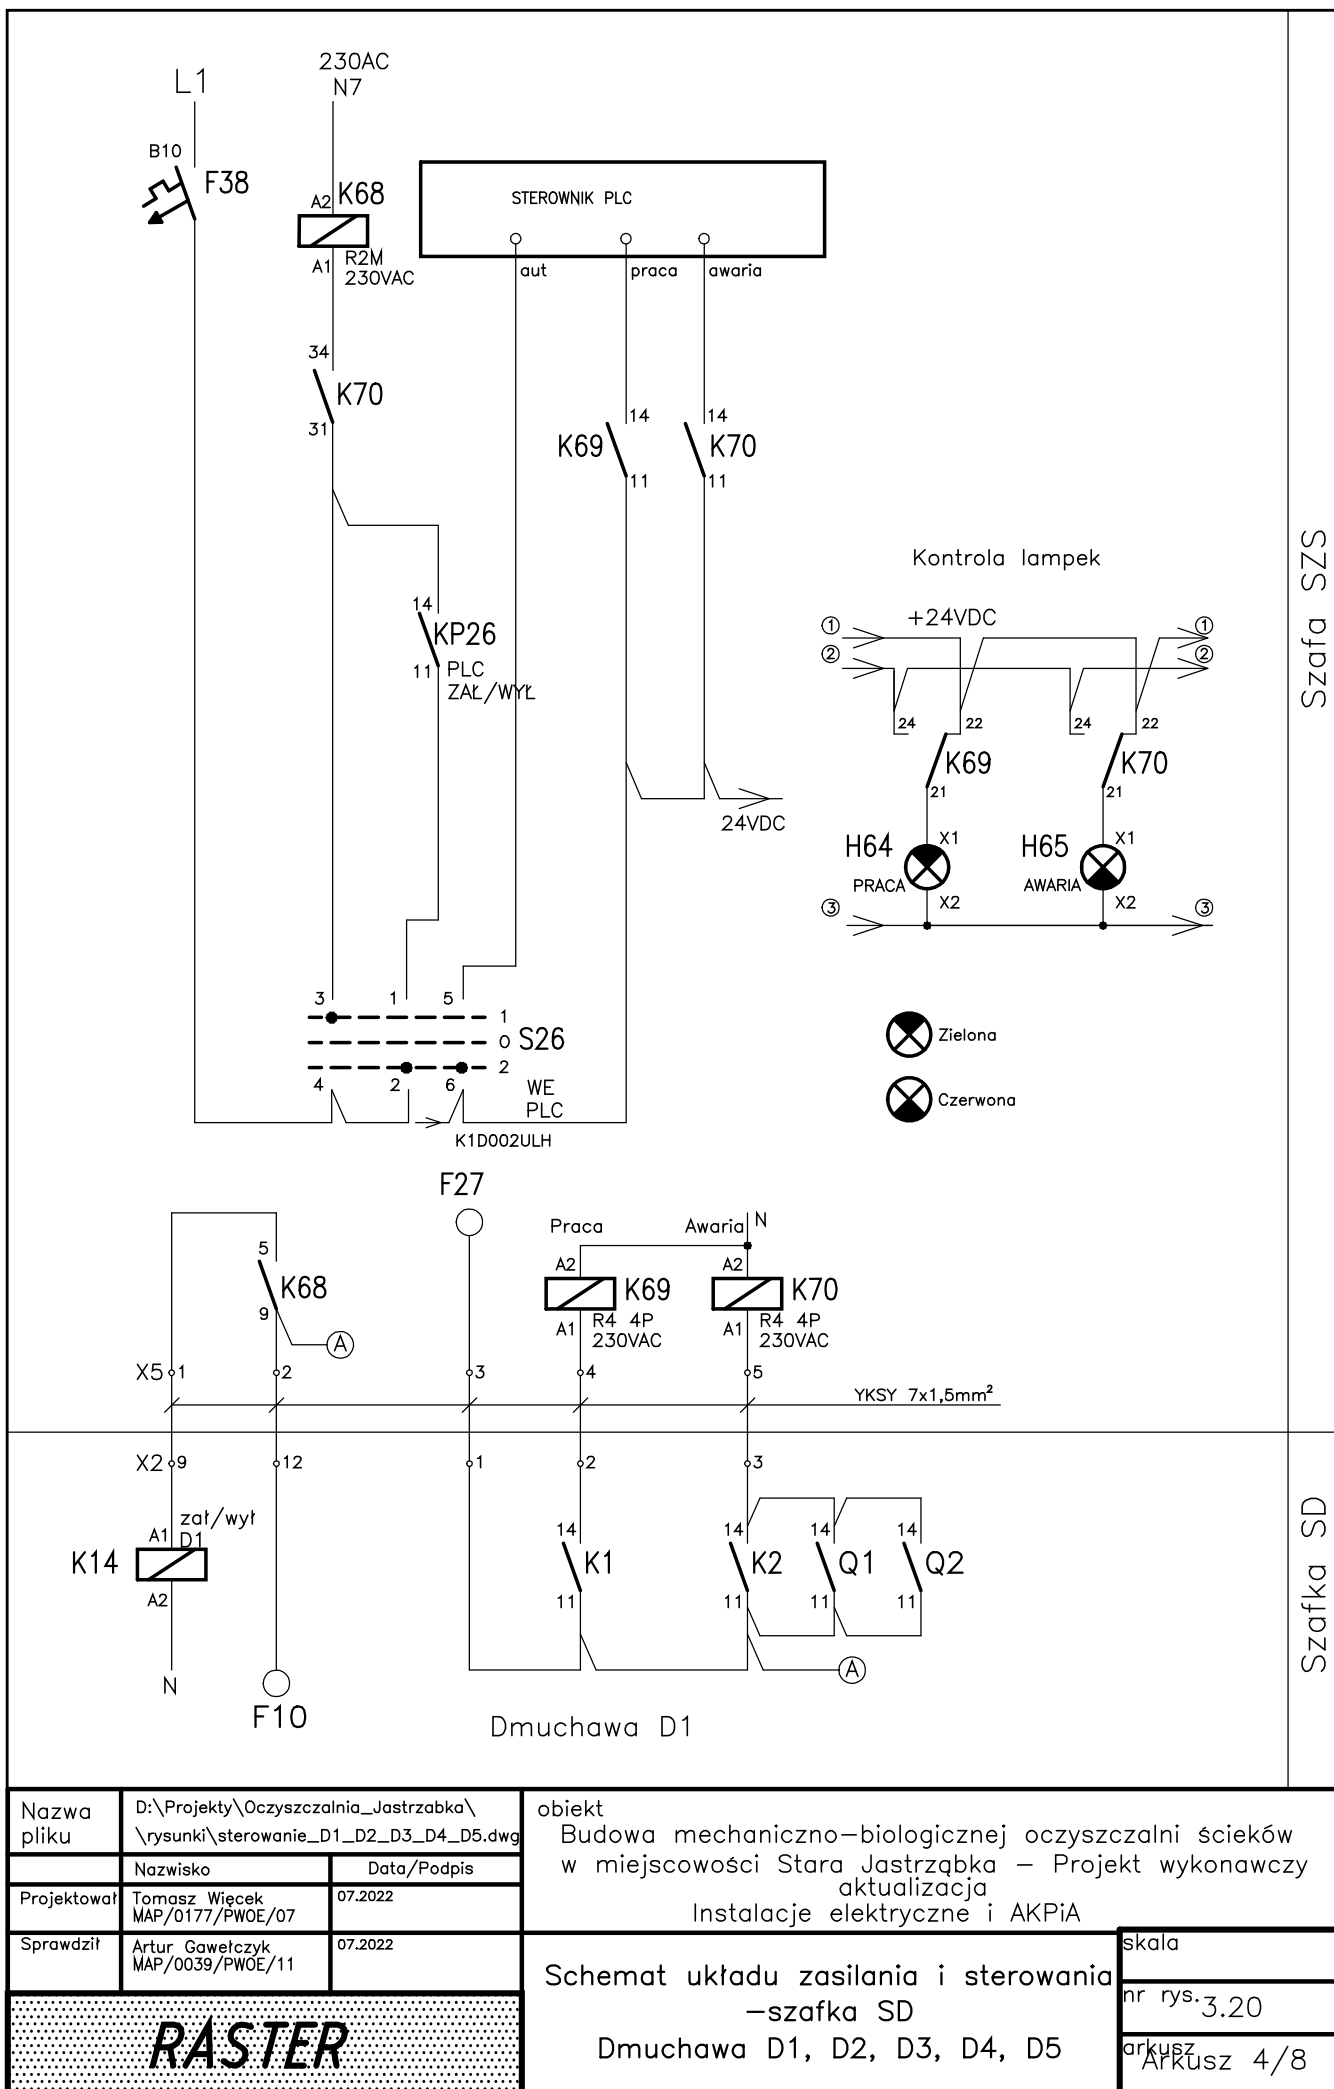 L1
230AC
N7
B10
F38
A2
K68
A1
R2M
230VAC
STEROWNIK PLC
aut
praca
awaria
34
K70
31
14
K69
11
14
K70
11
14
KP26
11
PLC
ZAŁ/WYŁ
24VDC
Kontrola lampek
+24VDC
1
1
2
2
24
22
24
22
K69
K70
21
21
H64
X1
H65
X1
PRACA
X2
AWARIA
X2
3
3
Zielona
Czerwona
3
1
5
1
0
S26
2
4
2
6
WE
PLC
K1D002ULH
Szafa SZS
F27
Praca
Awaria
N
5
K68
9
A
A2
K69
A1
R4 4P
230VAC
A2
K70
A1
R4 4P
230VAC
X5
1
2
3
4
5
YKSY 7x1,5mm²
X2
9
12
1
2
3
zał/wył
D1
A1
K14
A2
N
F10
14
K1
11
14
K2
11
14
Q1
11
14
Q2
11
A
Dmuchawa D1
Szafka SD
Nazwa
pliku
D:\Projekty\Oczyszczalnia_Jastrzabka\
\rysunki\sterowanie_D1_D2_D3_D4_D5.dwg
Nazwisko
Data/Podpis
Projektował
Tomasz Więcek
MAP/0177/PWOE/07
07.2022
Sprawdził
Artur Gawełczyk
MAP/0039/PWOE/11
07.2022
RASTER
obiekt
Budowa mechaniczno-biologicznej oczyszczalni ścieków
w miejscowości Stara Jastrząbka - Projekt wykonawczy
aktualizacja
Instalacje elektryczne i AKPiA
Schemat układu zasilania i sterowania
-szafka SD
Dmuchawa D1, D2, D3, D4, D5
skala
nr rys.
3.20
arkusz
Arkusz 4/8